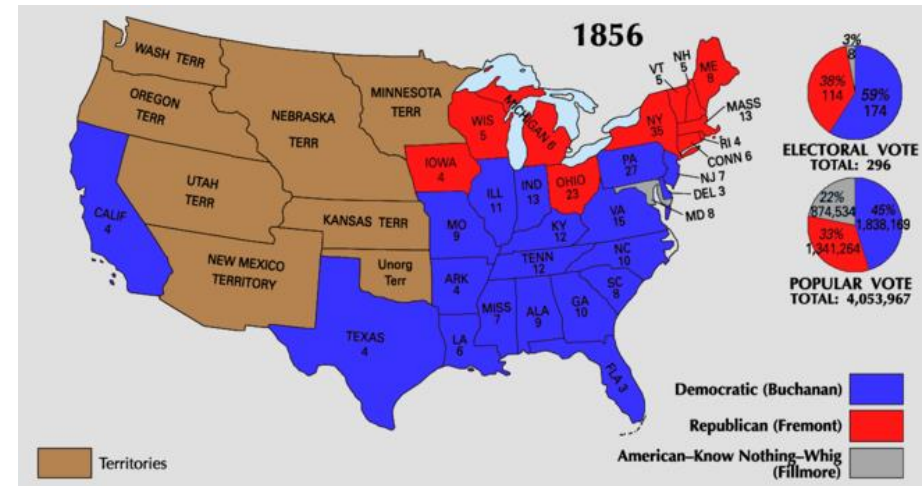 1856
WASH TERR
OREGON
TERR
CALIF
4
UTAH
TERR
NEW MEXICO
TERRITORY
NEBRASKA
TERR
KANSAS TERR
Unorg
Terr
TEXAS
4
MINNESOTA
TERR
IOWA
4
MO
9
ARK
4
LA
6
WIS
5
MICHIGAN 6
ILL
11
IND
13
OHIO
23
KY
12
TENN
12
MISS
7
ALA
9
GA
10
FLA 3
SC
8
NC
10
VA
15
PA
27
NY
35
VT
5
NH
5
ME
8
MASS
13
RI 4
CONN 6
NJ 7
DEL 3
MD 8
3%
8
38%
114
59%
174
ELECTORAL VOTE
TOTAL: 296
22%
874,534
45%
1,838,169
33%
1,341,264
POPULAR VOTE
TOTAL: 4,053,967
Democratic (Buchanan)
Republican (Fremont)
American–Know Nothing–Whig
(Fillmore)
Territories